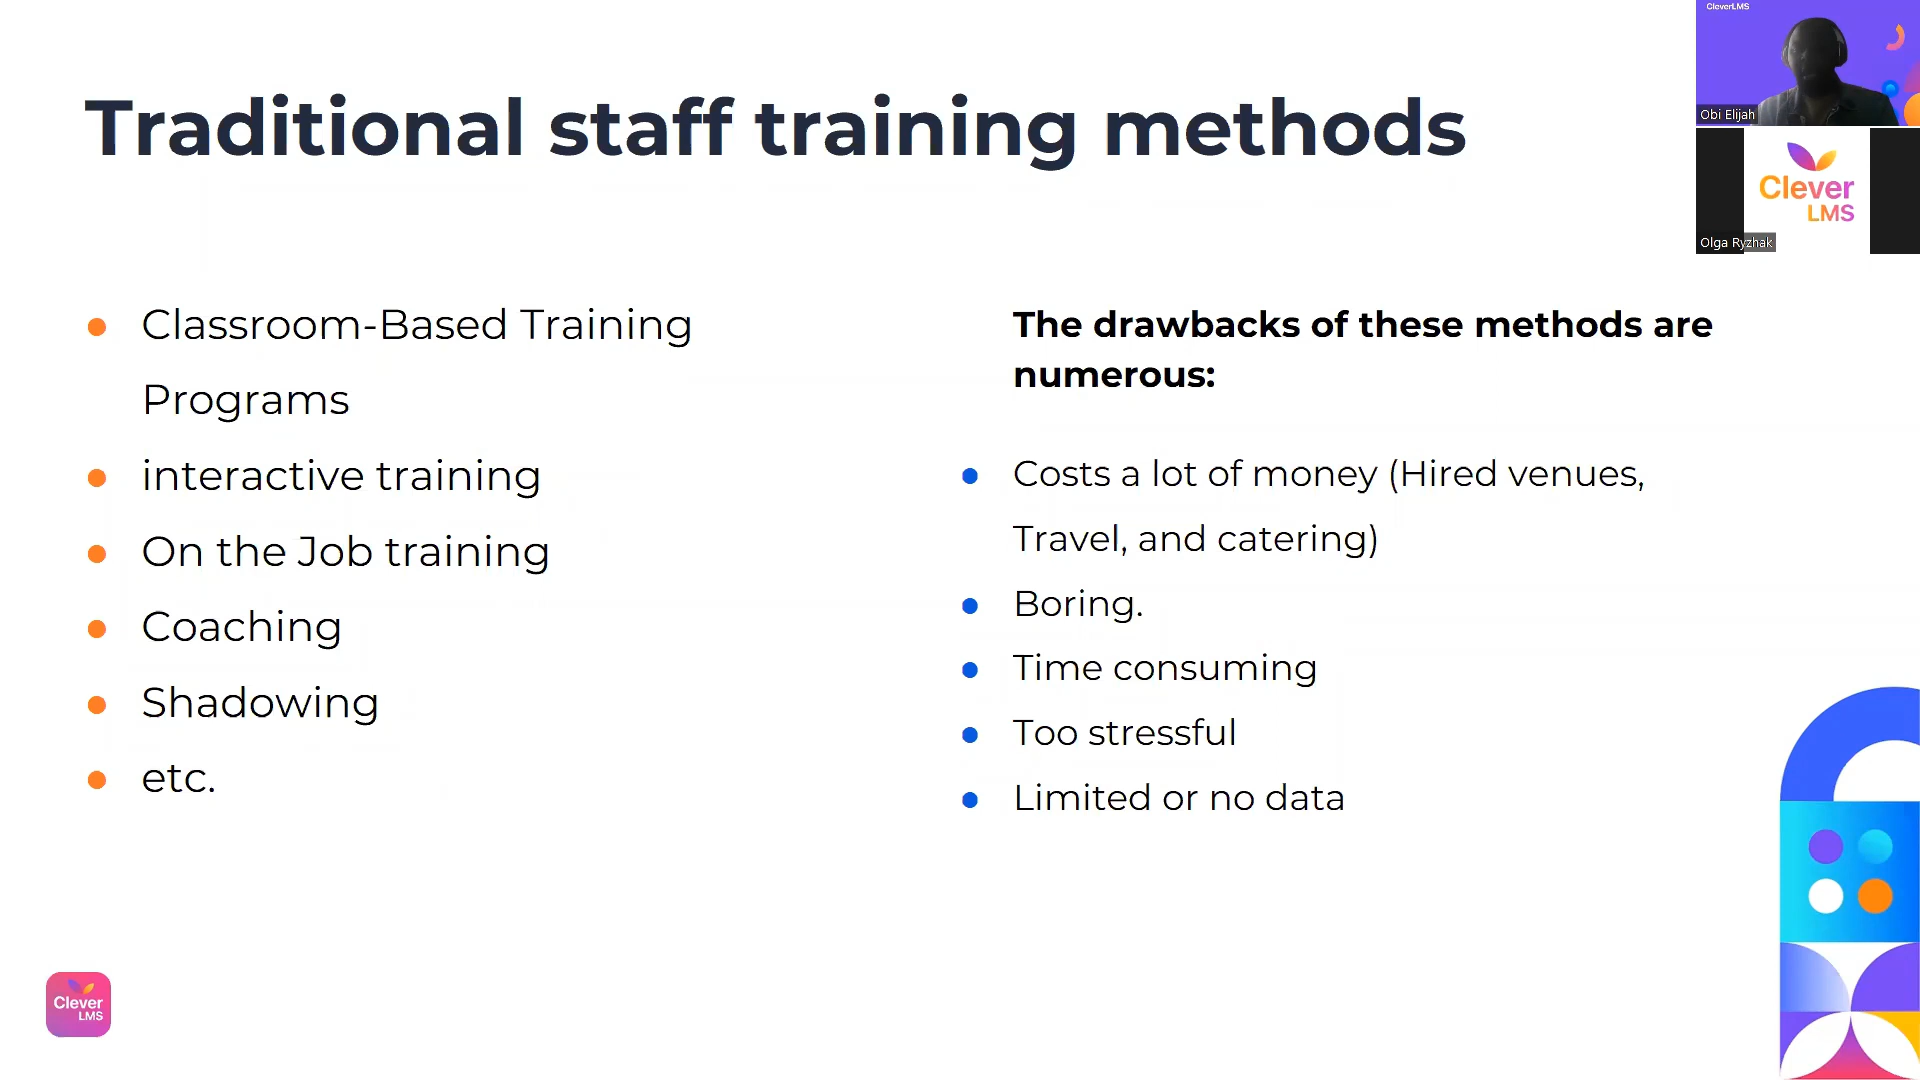 Traditional staff training methods
Classroom-Based Training
Programs
interactive training
On the Job training
Coaching
Shadowing
etc.
The drawbacks of these methods are
numerous:
Costs a lot of money (Hired venues,
Travel, and catering)
Boring.
Time consuming
Too stressful
Limited or no data
CleverLMS
Obi Elijah
Clever
LMS
Olga Ryzhak
Clever
LMS